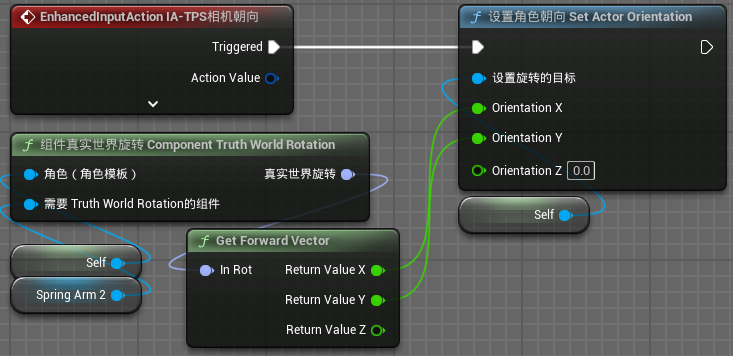 EnhancedInputAction IA-TPS相机朝向
Triggered
Action Value
设置角色朝向 Set Actor Orientation
设置旋转的目标
Orientation X
Orientation Y
Orientation Z 0.0
Self
组件真实世界旋转 Component Truth World Rotation
角色（角色模板） 真实世界旋转
需要 Truth World Rotation的组件
Self
Spring Arm 2
Get Forward Vector
In Rot Return Value X
Return Value Y
Return Value Z